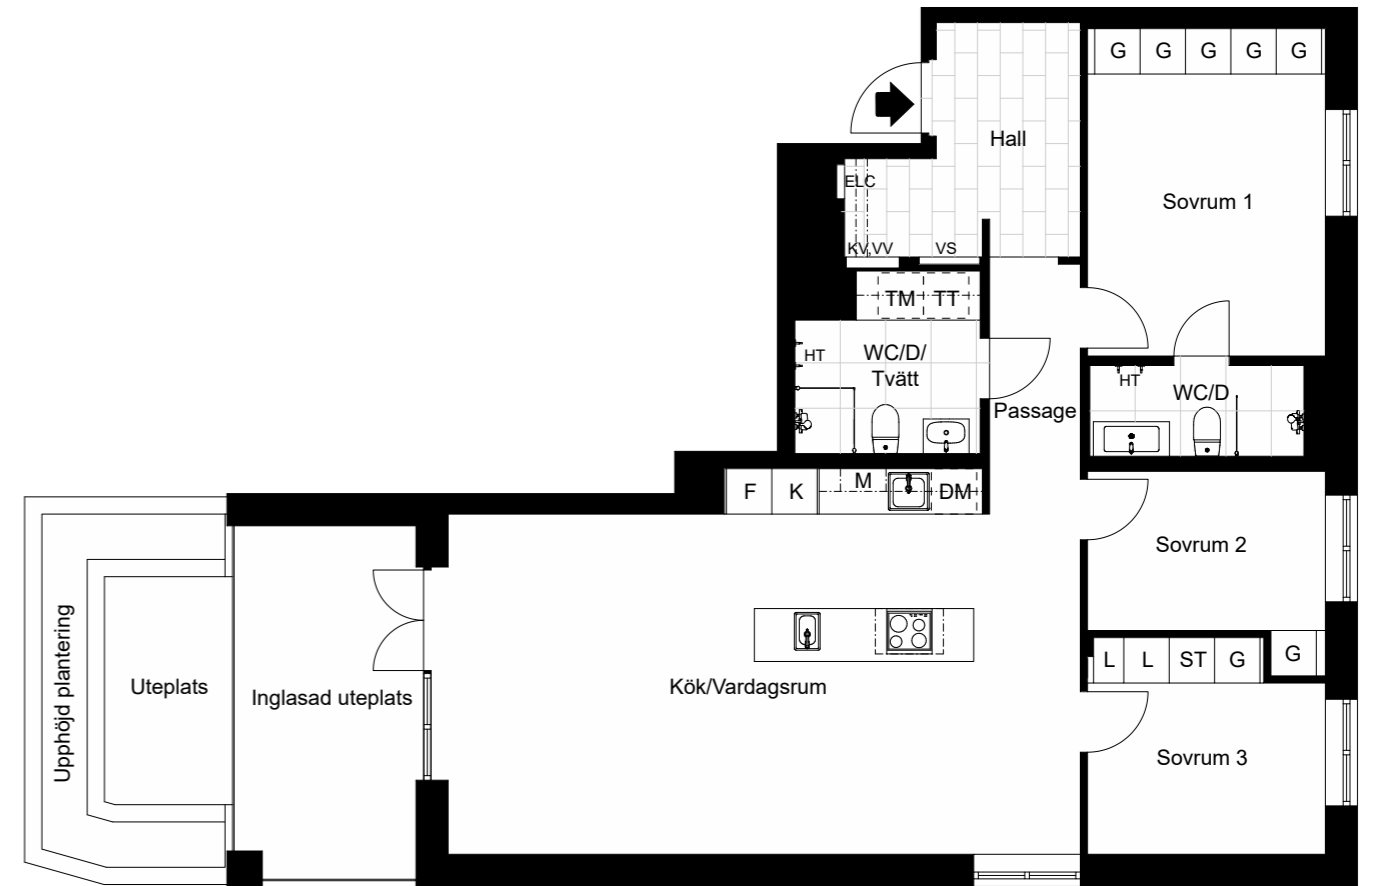 G G G G G
Hall
ELC
Sovrum 1
KV,VV VS
TM TT
HT
WC/D/
Tvätt
HT
WC/D
Passage
F K M DM
Sovrum 2
L L ST G G
Upphöjd plantering
Uteplats
Inglasad uteplats
Kök/Vardagsrum
Sovrum 3